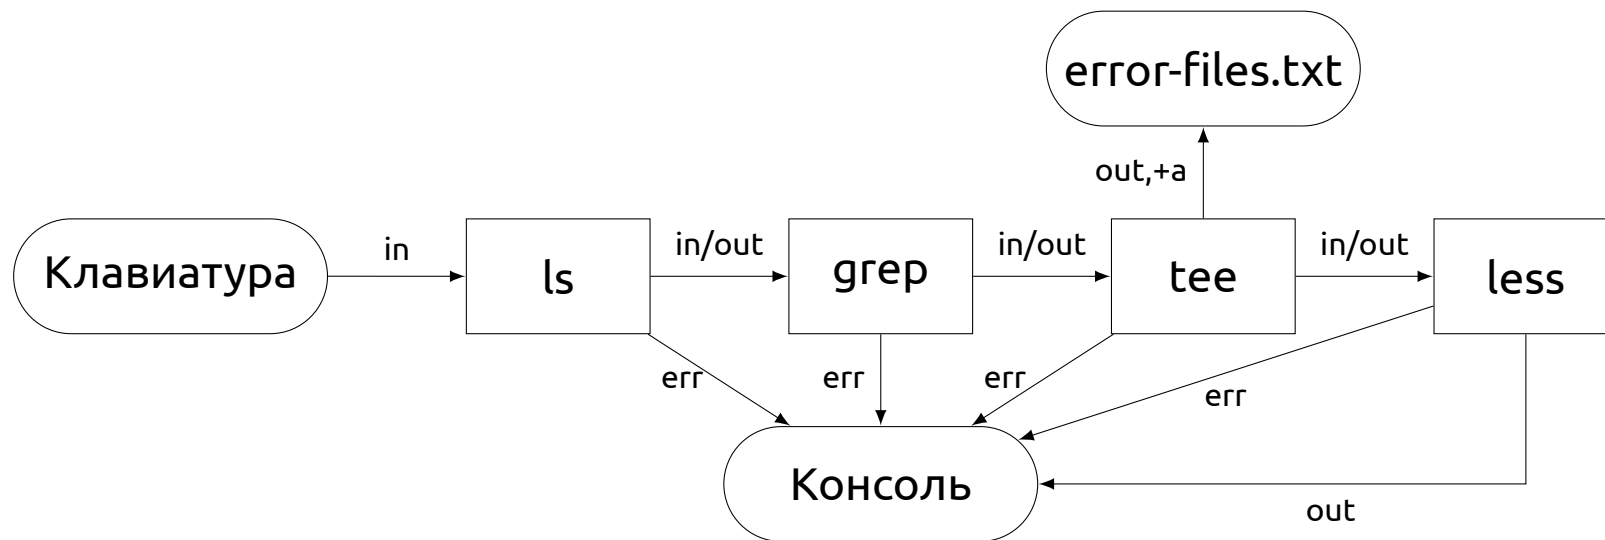 error-files.txt
out,+a
Клавиатура
in
ls
in/out
grep
in/out
tee
in/out
less
err
err
err
err
Консоль
out